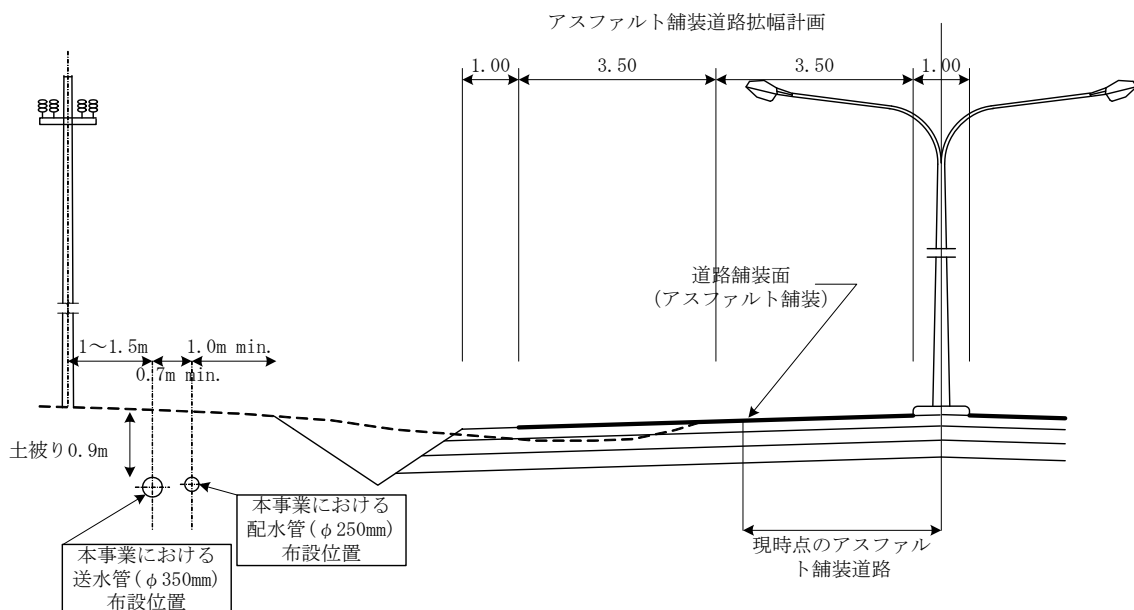 アスファルト舗装道路拡幅計画
1.00
3.50
3.50
1.00
道路舗装面
(アスファルト舗装)
1～1.5m
1.0m min.
0.7m min.
土被り0.9m
本事業における
配水管(φ250mm)
布設位置
本事業における
送水管(φ350mm)
布設位置
現時点のアスファル
ト舗装道路